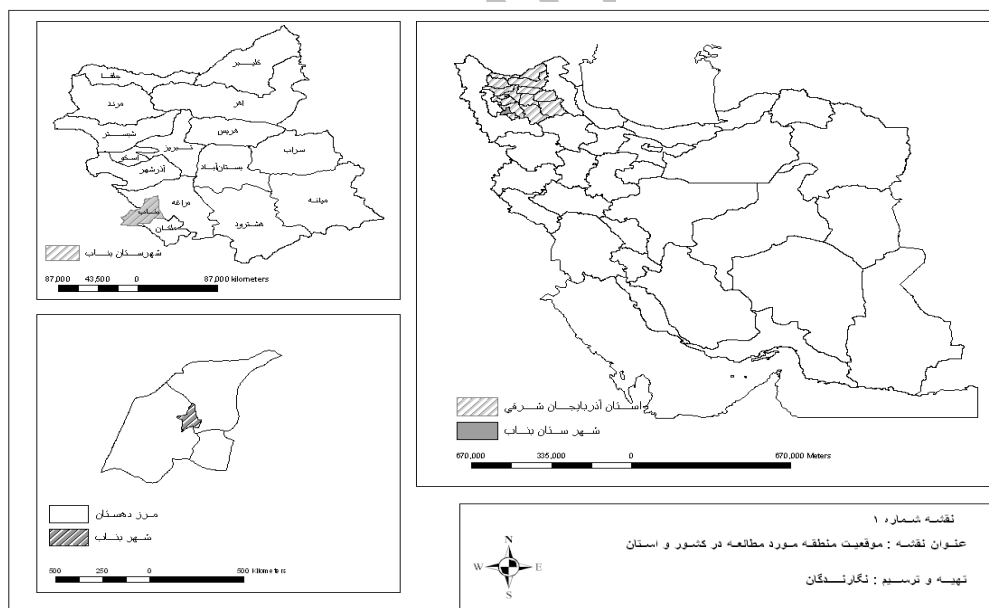 کلیبر
جلفا
مرند
اهر
شبستر
هریس
تبریز
سراب
اسکو
بستان‌آباد
آذرشهر
میانه
مراغه
بناب
هشترود
ملکان
شهرستان بناب
87,000 43,500 0 87,000 kilometers
استان آذربایجان شرقی
شهرستان بناب
670,000 335,000 0 670,000 Meters
مرز دهستان
شهر بناب
500 250 0 500 Kilometers
نقشه شماره ۱
عنوان نقشه : موقعیت منطقه مورد مطالعه در کشور و استان
تهیه و ترسیم : نگارندگان
N
W E
S